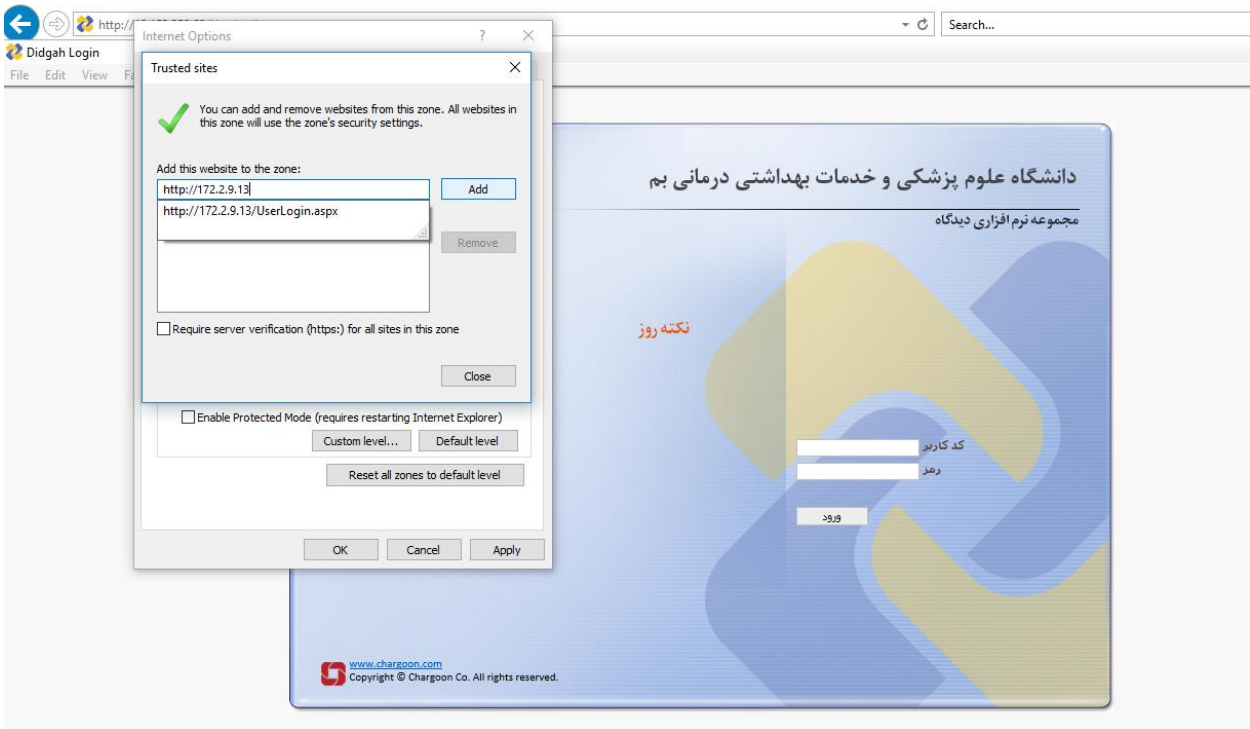 http://
Search...
Didgah Login
File Edit View Fa
Internet Options ?
Trusted sites
You can add and remove websites from this zone. All websites in
this zone will use the zone's security settings.
Add this website to the zone:
http://172.2.9.13
Add
http://172.2.9.13/UserLogin.aspx
Remove
Require server verification (https:) for all sites in this zone
Close
Enable Protected Mode (requires restarting Internet Explorer)
Custom level... Default level
Reset all zones to default level
OK Cancel Apply
دانشگاه علوم پزشکی و خدمات بهداشتی درمانی بم
مجموعه نرم افزاری دیدگاه
نکته روز
کد کاربر
رمز
ورود
www.chargoon.com
Copyright © Chargoon Co. All rights reserved.